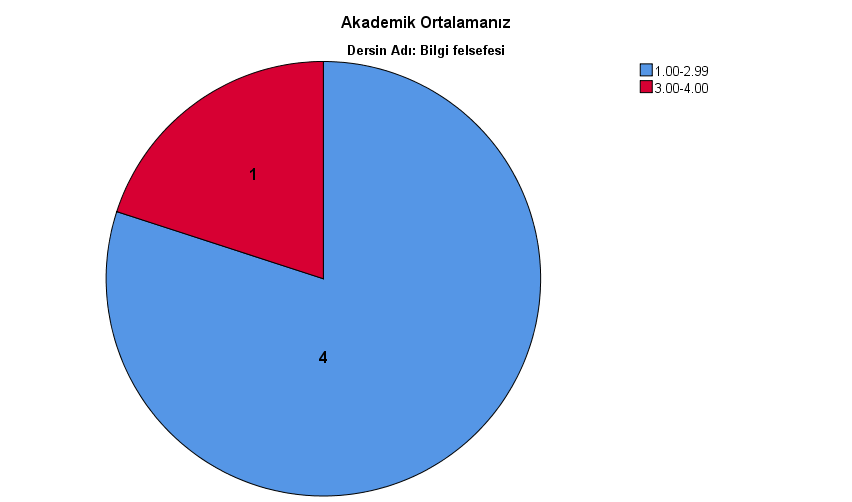 Akademik Ortalamanız
Dersin Adı: Bilgi felsefesi
1.00-2.99
3.00-4.00
1
4